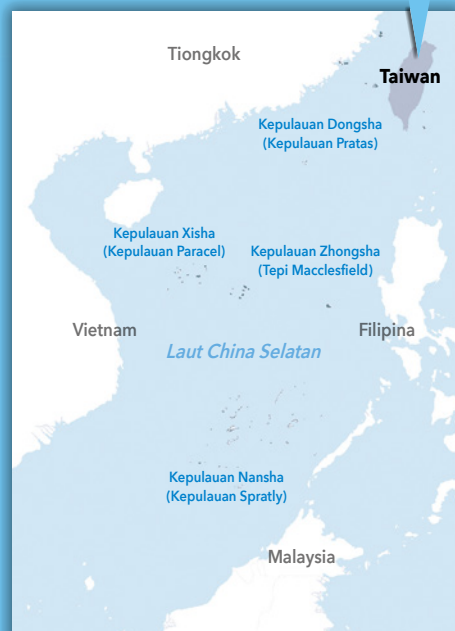 Tiongkok
Taiwan
Kepulauan Dongsha
(Kepulauan Pratas)
Kepulauan Xisha
(Kepulauan Paracel)
Kepulauan Zhongsha
(Tepi Macclesfield)
Vietnam
Filipina
Laut China Selatan
Kepulauan Nansha
(Kepulauan Spratly)
Malaysia